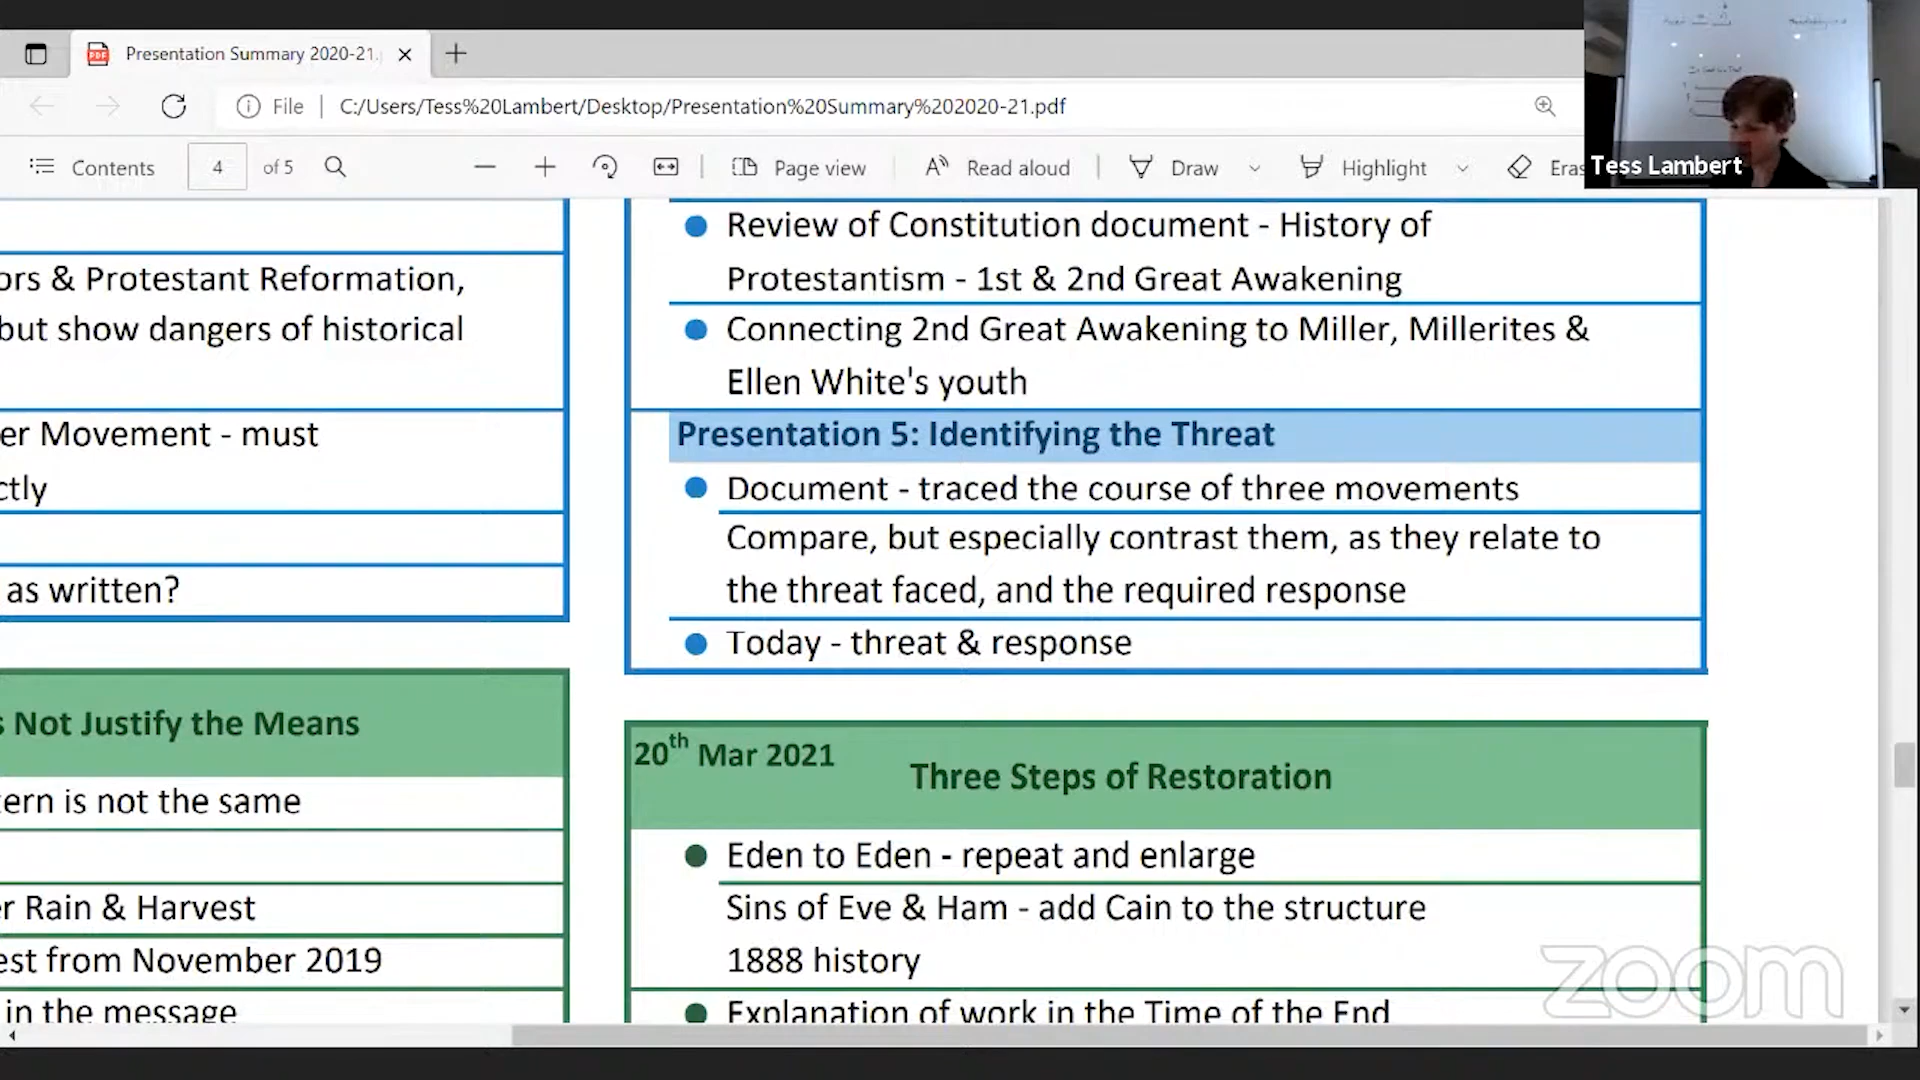 Presentation Summary 2020-21.
File
C:/Users/Tess%20Lambert/Desktop/Presentation%20Summary%202020-21.pdf
Contents
4
of 5
Page view
Read aloud
Draw
Highlight
Eras
Tess Lambert
ors & Protestant Reformation,
but show dangers of historical
er Movement - must
ctly
as written?
s Not Justify the Means
tern is not the same
er Rain & Harvest
est from November 2019
in the message
Review of Constitution document - History of
Protestantism - 1st & 2nd Great Awakening
Connecting 2nd Great Awakening to Miller, Millerites &
Ellen White's youth
Presentation 5: Identifying the Threat
Document - traced the course of three movements
Compare, but especially contrast them, as they relate to
the threat faced, and the required response
Today - threat & response
20th Mar 2021
Three Steps of Restoration
Eden to Eden - repeat and enlarge
Sins of Eve & Ham - add Cain to the structure
1888 history
Explanation of work in the Time of the End
zoom